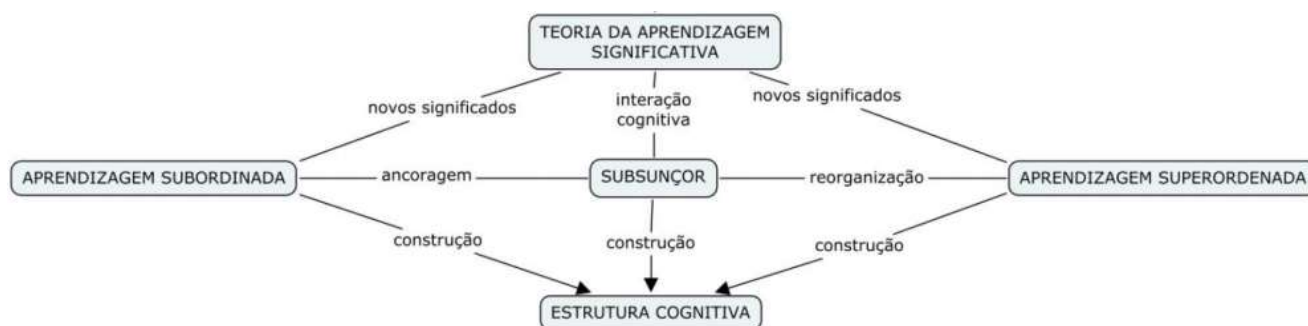 TEORIA DA APRENDIZAGEM
SIGNIFICATIVA
novos significados
interação
cognitiva
novos significados
APRENDIZAGEM SUBORDINADA
ancoragem
SUBSUNÇOR
reorganização
APRENDIZAGEM SUPERORDENADA
construção
construção
construção
ESTRUTURA COGNITIVA